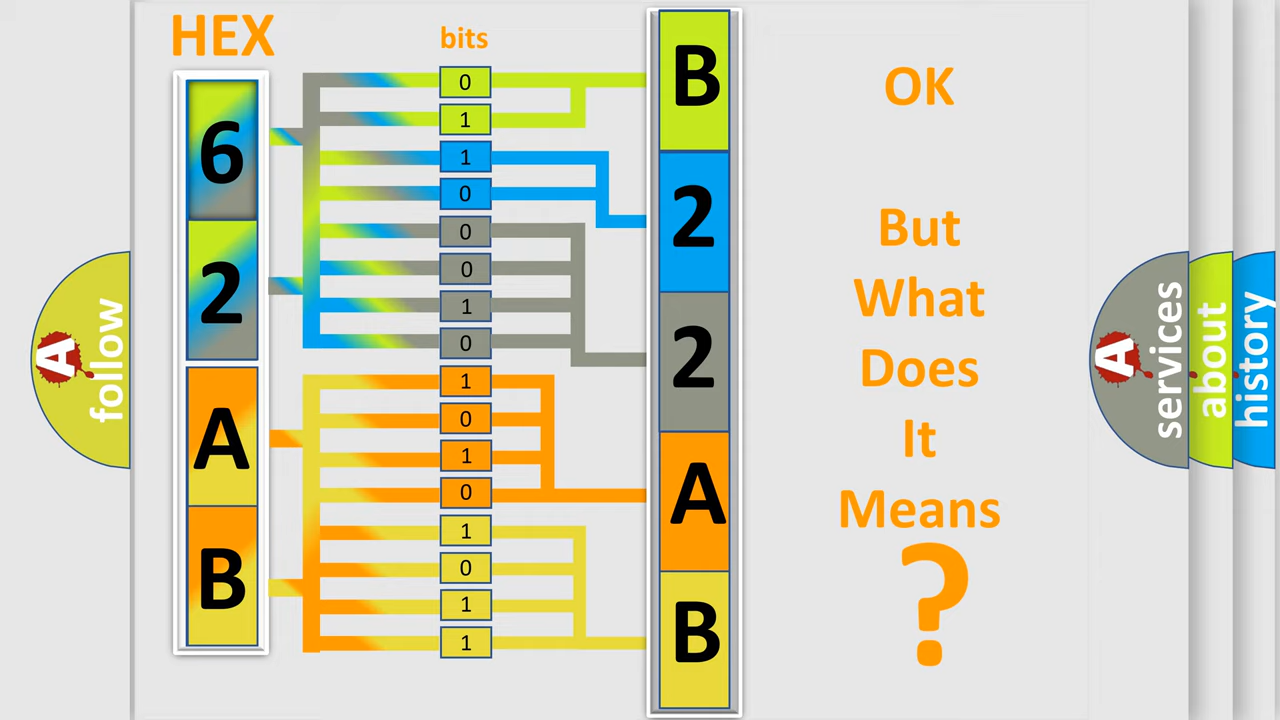 HEX
6
2
A
B
bits
0
1
1
0
0
0
1
0
1
0
1
0
1
0
1
1
B
2
2
A
B
OK
But
What
Does
It
Means
?
A
follow
A
services
about
history